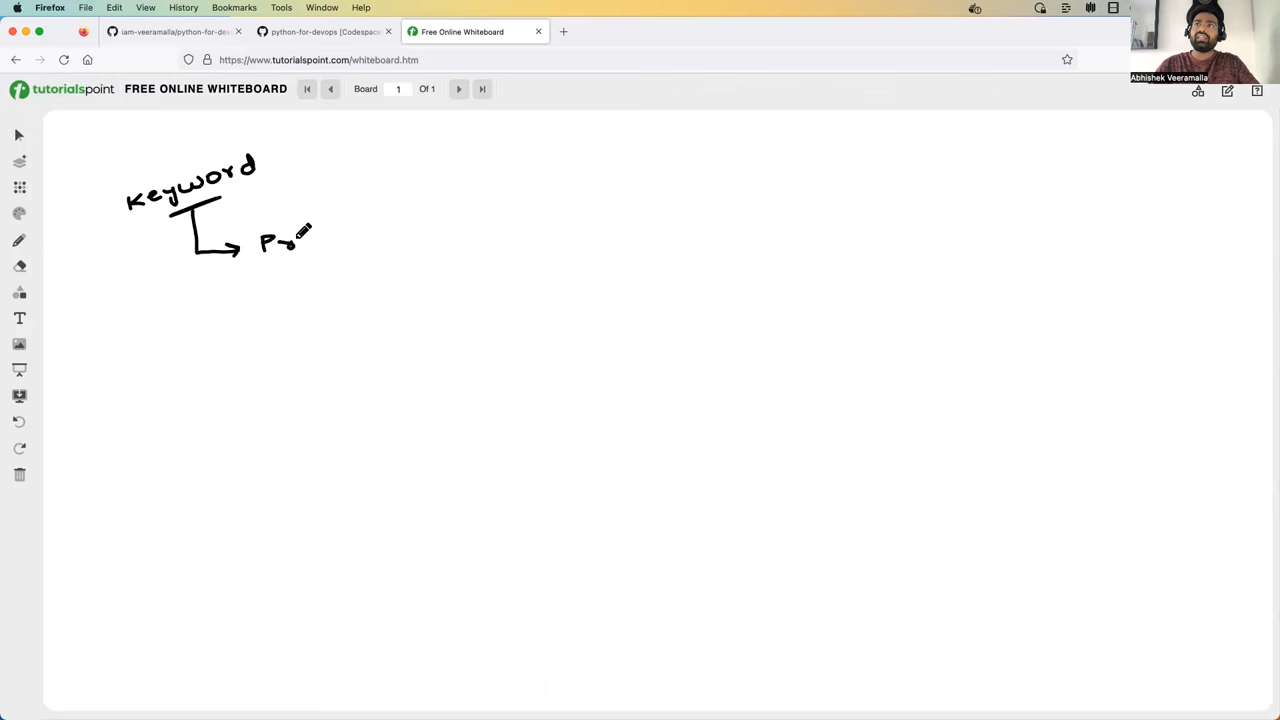 Firefox File Edit View History Bookmarks Tools Window Help
iam-veeramalla/python-for-dev
python-for-devops [Codespace
Free Online Whiteboard
https://www.tutorialspoint.com/whiteboard.htm
Abhishek Veeramalla
tutorialspoint FREE ONLINE WHITEBOARD Board 1 Of 1
Keyword
Pro